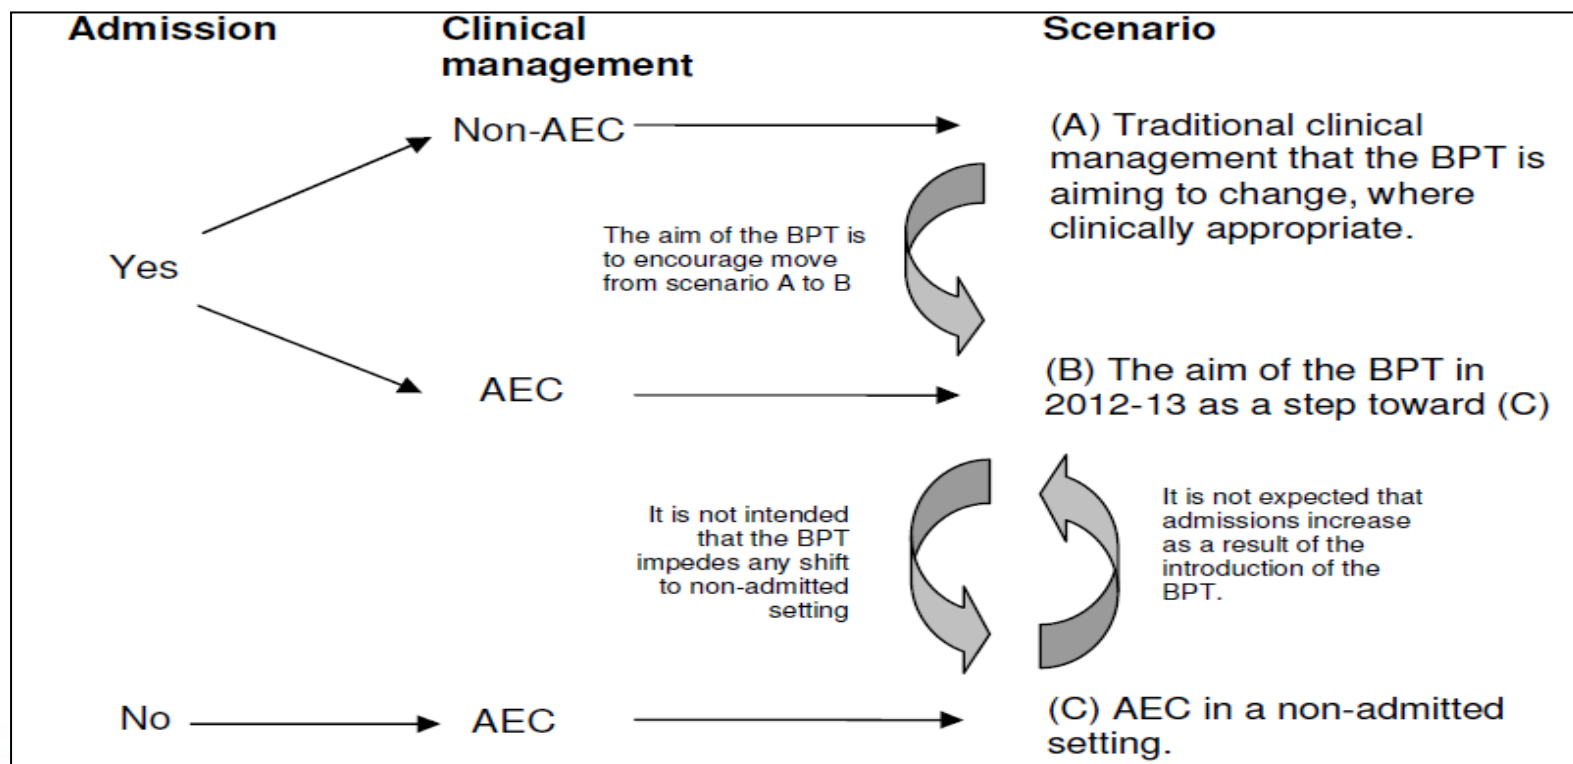 Admission
Clinical
management
Scenario
Non-AEC
(A) Traditional clinical
management that the BPT is
aiming to change, where
clinically appropriate.
The aim of the BPT is
to encourage move
from scenario A to B
Yes
AEC
(B) The aim of the BPT in
2012-13 as a step toward (C)
It is not intended
that the BPT
impedes any shift
to non-admitted
setting
It is not expected that
admissions increase
as a result of the
introduction of the
BPT.
No
AEC
(C) AEC in a non-admitted
setting.